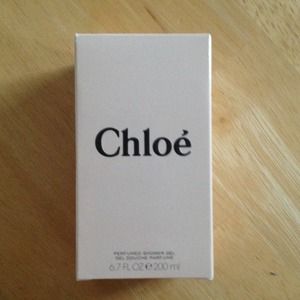 Chloé
PERFUMED SHOWER GEL
GEL DOUCHE PARFUMÉ
6.7 FL OZ ℮ 200 ml